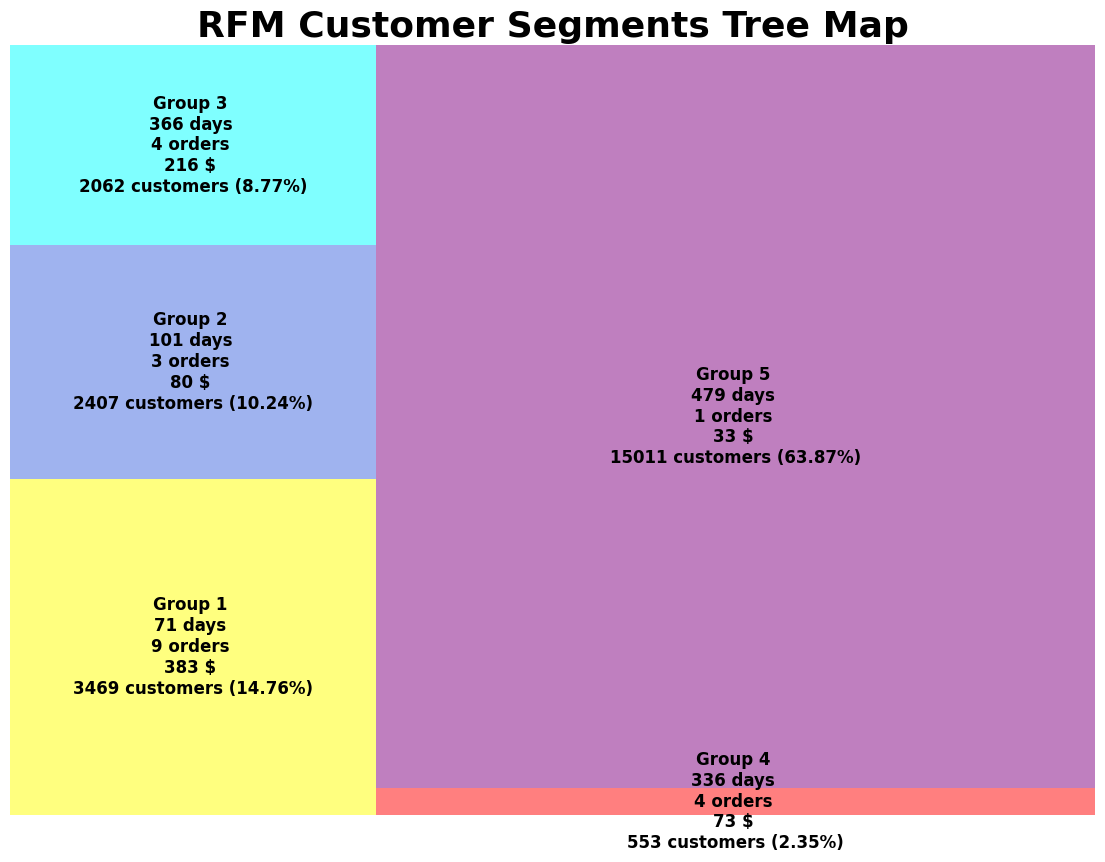 RFM Customer Segments Tree Map
Group 3
366 days
4 orders
216 $
2062 customers (8.77%)
Group 2
101 days
3 orders
80 $
2407 customers (10.24%)
Group 1
71 days
9 orders
383 $
3469 customers (14.76%)
Group 5
479 days
1 orders
33 $
15011 customers (63.87%)
Group 4
336 days
4 orders
73 $
553 customers (2.35%)